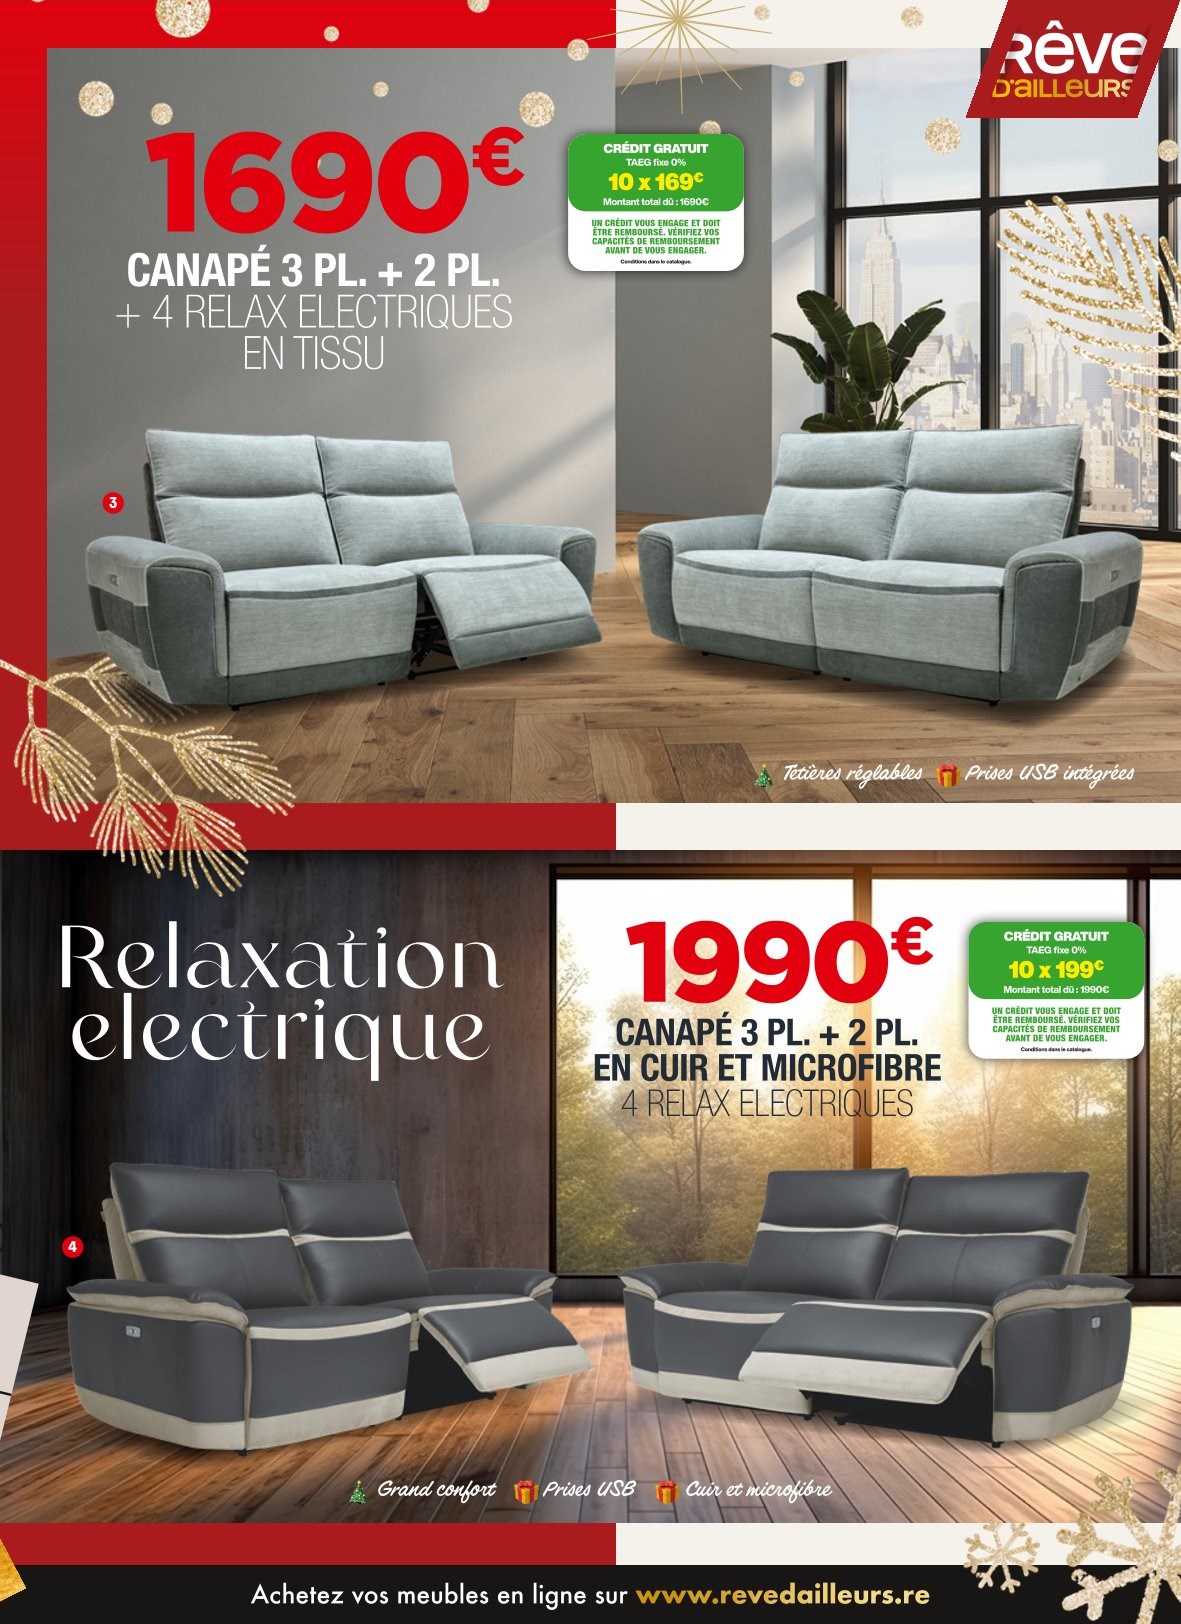 RêVe
D'aiLLeURS
1690€
CANAPÉ 3 PL. + 2 PL.
+ 4 RELAX ELECTRIQUES
EN TISSU
CRÉDIT GRATUIT
TAEG fixe 0%
10 x 169€
Montant total dû : 1690€
UN CRÉDIT VOUS ENGAGE ET DOIT
ÊTRE REMBOURSÉ. VÉRIFIEZ VOS
CAPACITÉS DE REMBOURSEMENT
AVANT DE VOUS ENGAGER.
Conditions dans le catalogue.
3
Tetières réglables Prises USB intégrées
Relaxation
electrique
1990€
CANAPÉ 3 PL. + 2 PL.
EN CUIR ET MICROFIBRE
4 RELAX ELECTRIQUES
CRÉDIT GRATUIT
TAEG fixe 0%
10 x 199€
Montant total dû : 1990€
UN CRÉDIT VOUS ENGAGE ET DOIT
ÊTRE REMBOURSÉ. VÉRIFIEZ VOS
CAPACITÉS DE REMBOURSEMENT
AVANT DE VOUS ENGAGER.
Conditions dans le catalogue.
4
Grand confort Prises USB Cuir et microfibre
Achetez vos meubles en ligne sur www.revedailleurs.re